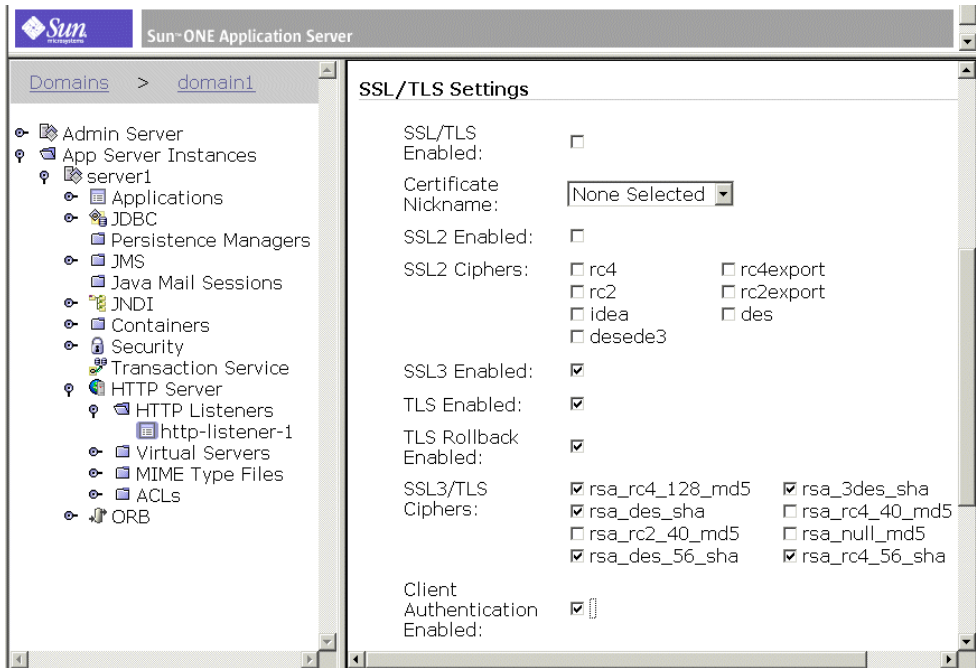 Sun
microsystems
Sun™ ONE Application Server
Domains > domain1
Admin Server
App Server Instances
server1
Applications
JDBC
Persistence Managers
JMS
Java Mail Sessions
JNDI
Containers
Security
Transaction Service
HTTP Server
HTTP Listeners
http-listener-1
Virtual Servers
MIME Type Files
ACLs
ORB
SSL/TLS Settings
SSL/TLS
Enabled:
Certificate
Nickname:
None Selected
SSL2 Enabled:
SSL2 Ciphers:
rc4 rc4export
rc2 rc2export
idea des
desede3
SSL3 Enabled:
TLS Enabled:
TLS Rollback
Enabled:
SSL3/TLS
Ciphers:
rsa_rc4_128_md5 rsa_3des_sha
rsa_des_sha rsa_rc4_40_md5
rsa_rc2_40_md5 rsa_null_md5
rsa_des_56_sha rsa_rc4_56_sha
Client
Authentication
Enabled: